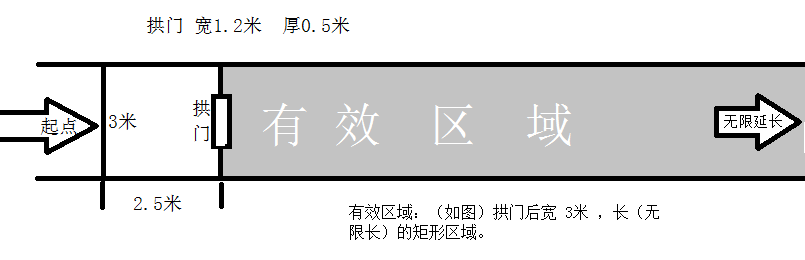 拱门 宽1.2米 厚0.5米
起点
3米
拱
门
有 效 区 域
无限延长
2.5米
有效区域：（如图）拱门后宽 3米 ，长（无
限长）的矩形区域。